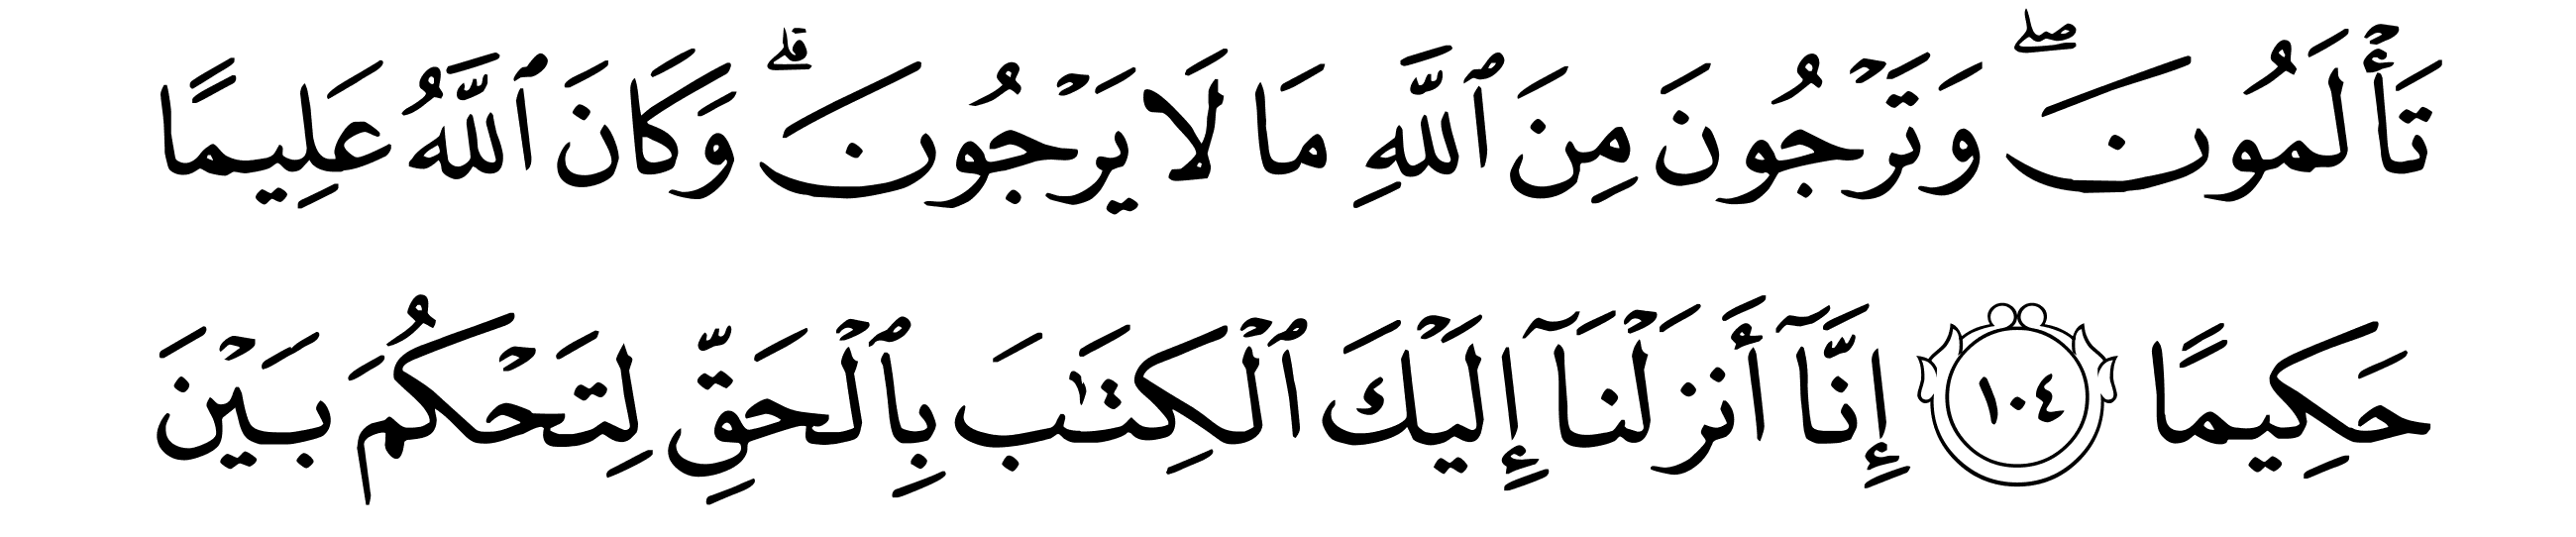 تَأۡلَمُونَۖ وَتَرۡجُونَ مِنَ ٱللَّهِ مَا لَا يَرۡجُونَۗ وَكَانَ ٱللَّهُ عَلِيمًا
حَكِيمًا ١٠٤ إِنَّآ أَنزَلۡنَآ إِلَيۡكَ ٱلۡكِتَٰبَ بِٱلۡحَقِّ لِتَحۡكُمَ بَيۡنَ